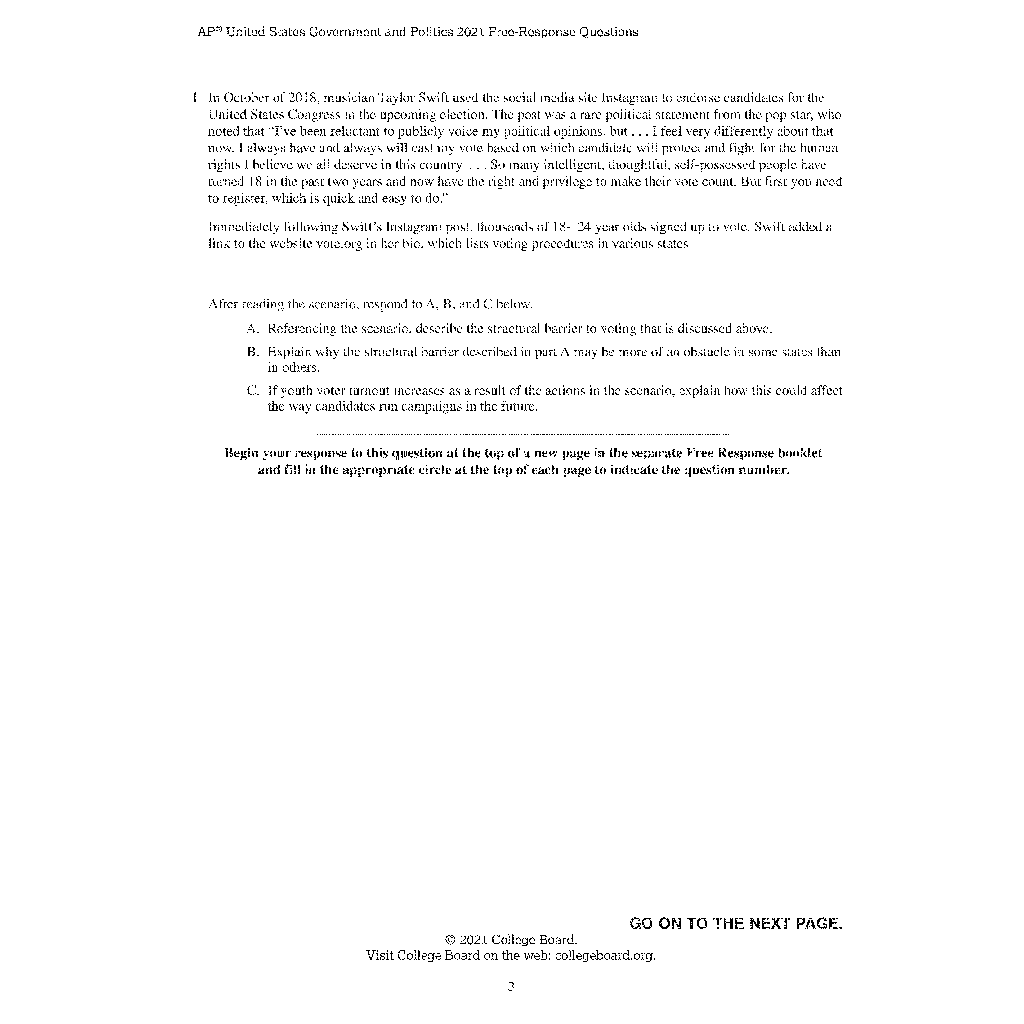 AP® United States Government and Politics 2021 Free-Response Questions
1 In October of 2018, musician Taylor Swift used the social media site Instagram to endorse candidates for the
United States Congress in the upcoming election. The post was a rare political statement from the pop star, who
noted that “I’ve been reluctant to publicly voice my political opinions, but . . . I feel very differently about that
now. I always have and always will cast my vote based on which candidate will protect and fight for the human
rights I believe we all deserve in this country . . . So many intelligent, thoughtful, self-possessed people have
turned 18 in the past two years and now have the right and privilege to make their vote count. But first you need
to register, which is quick and easy to do.”
Immediately following Swift’s Instagram post, thousands of 18- 24 year olds signed up to vote. Swift added a
link to the website vote.org in her bio, which lists voting procedures in various states
After reading the scenario, respond to A, B, and C below.
A. Referencing the scenario, describe the structural barrier to voting that is discussed above.
B. Explain why the structural barrier described in part A may be more of an obstacle in some states than
in others.
C. If youth voter turnout increases as a result of the actions in the scenario, explain how this could affect
the way candidates run campaigns in the future.
Begin your response to this question at the top of a new page in the separate Free Response booklet
and fill in the appropriate circle at the top of each page to indicate the question number.
GO ON TO THE NEXT PAGE.
© 2021 College Board.
Visit College Board on the web: collegeboard.org.
3